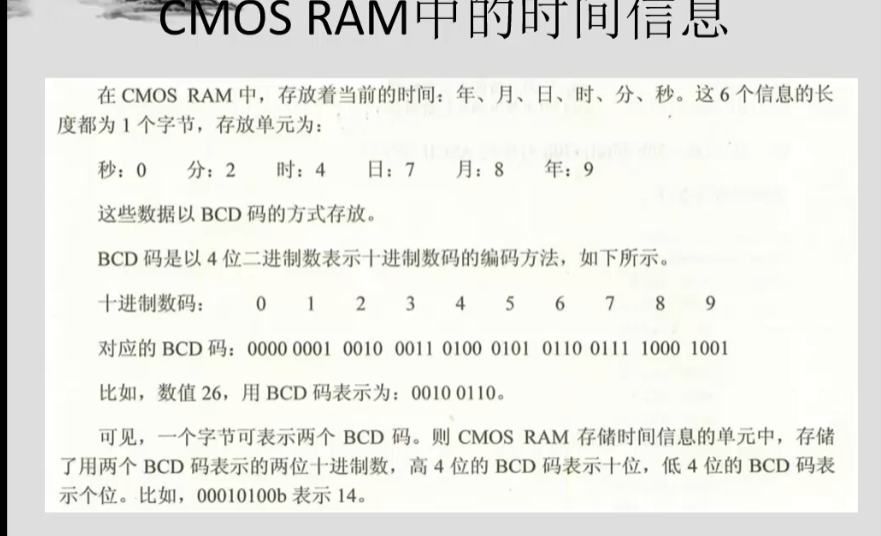 CMOS RAM中的时间信息
在 CMOS RAM 中，存放着当前的时间：年、月、日、时、分、秒。这 6 个信息的长
度都为 1 个字节，存放单元为：
秒：0 分：2 时：4 日：7 月：8 年：9
这些数据以 BCD 码的方式存放。
BCD 码是以 4 位二进制数表示十进制数码的编码方法，如下所示。
十进制数码： 0 1 2 3 4 5 6 7 8 9
对应的 BCD 码：0000 0001 0010 0011 0100 0101 0110 0111 1000 1001
比如，数值 26，用 BCD 码表示为：0010 0110。
可见，一个字节可表示两个 BCD 码。则 CMOS RAM 存储时间信息的单元中，存储
了用两个 BCD 码表示的两位十进制数，高 4 位的 BCD 码表示十位，低 4 位的 BCD 码表
示个位。比如，00010100b 表示 14。